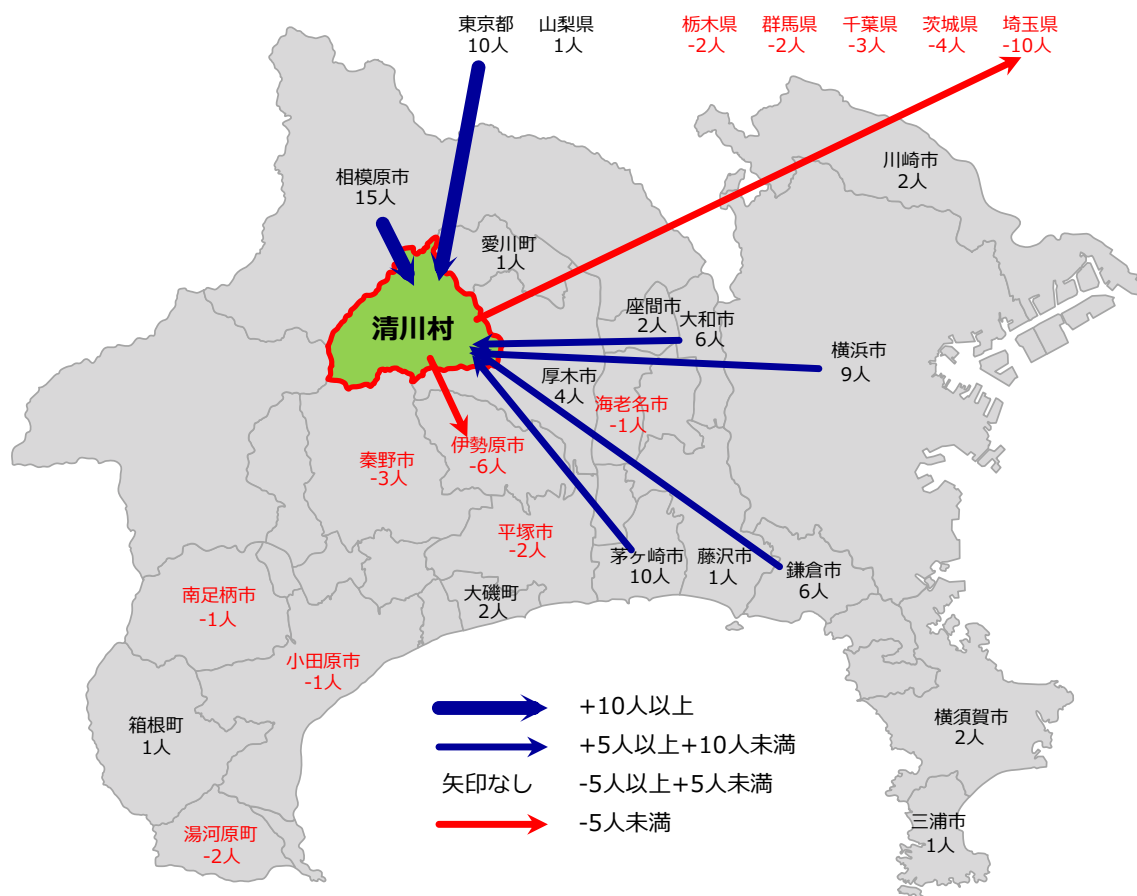 東京都
10人
山梨県
1人
栃木県
-2人
群馬県
-2人
千葉県
-3人
茨城県
-4人
埼玉県
-10人
川崎市
2人
相模原市
15人
愛川町
1人
清川村
座間市
2人
大和市
6人
横浜市
9人
厚木市
4人
海老名市
-1人
伊勢原市
-6人
秦野市
-3人
平塚市
-2人
茅ヶ崎市
10人
藤沢市
1人
鎌倉市
6人
大磯町
2人
南足柄市
-1人
小田原市
-1人
箱根町
1人
湯河原町
-2人
横須賀市
2人
三浦市
1人
+10人以上
+5人以上+10人未満
矢印なし -5人以上+5人未満
-5人未満